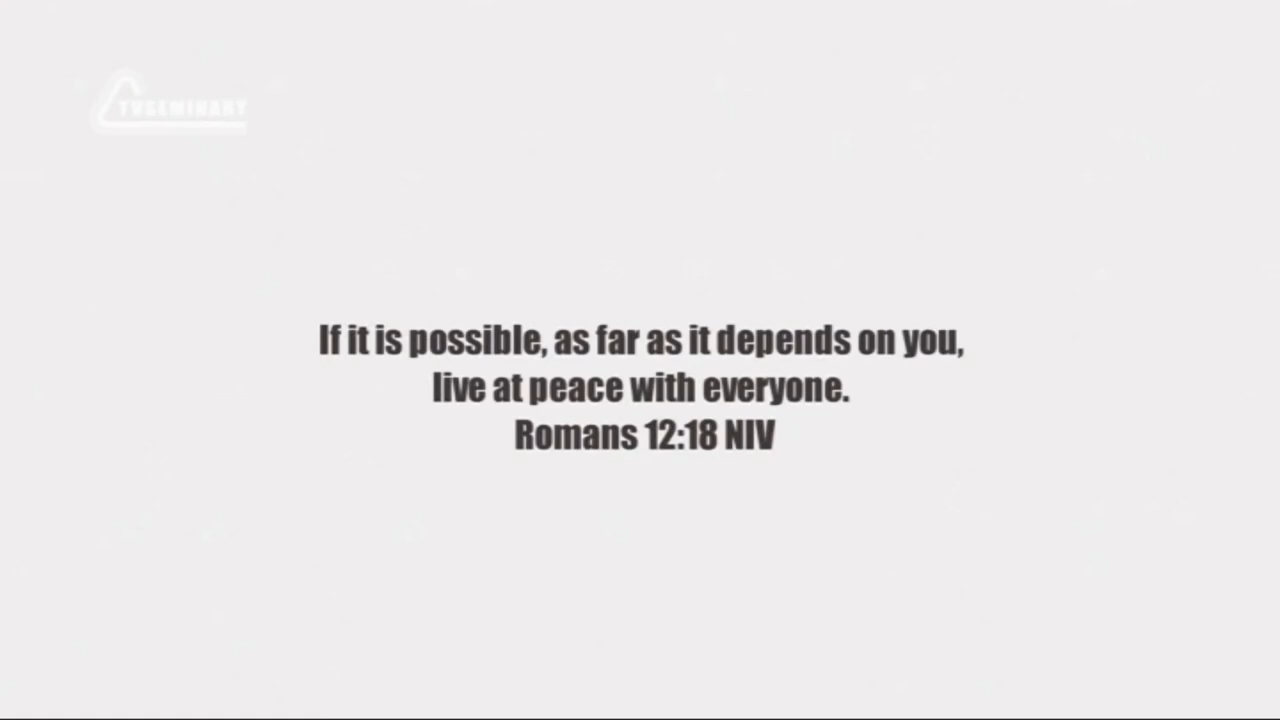 TVSEMINARY
If it is possible, as far as it depends on you,
live at peace with everyone.
Romans 12:18 NIV